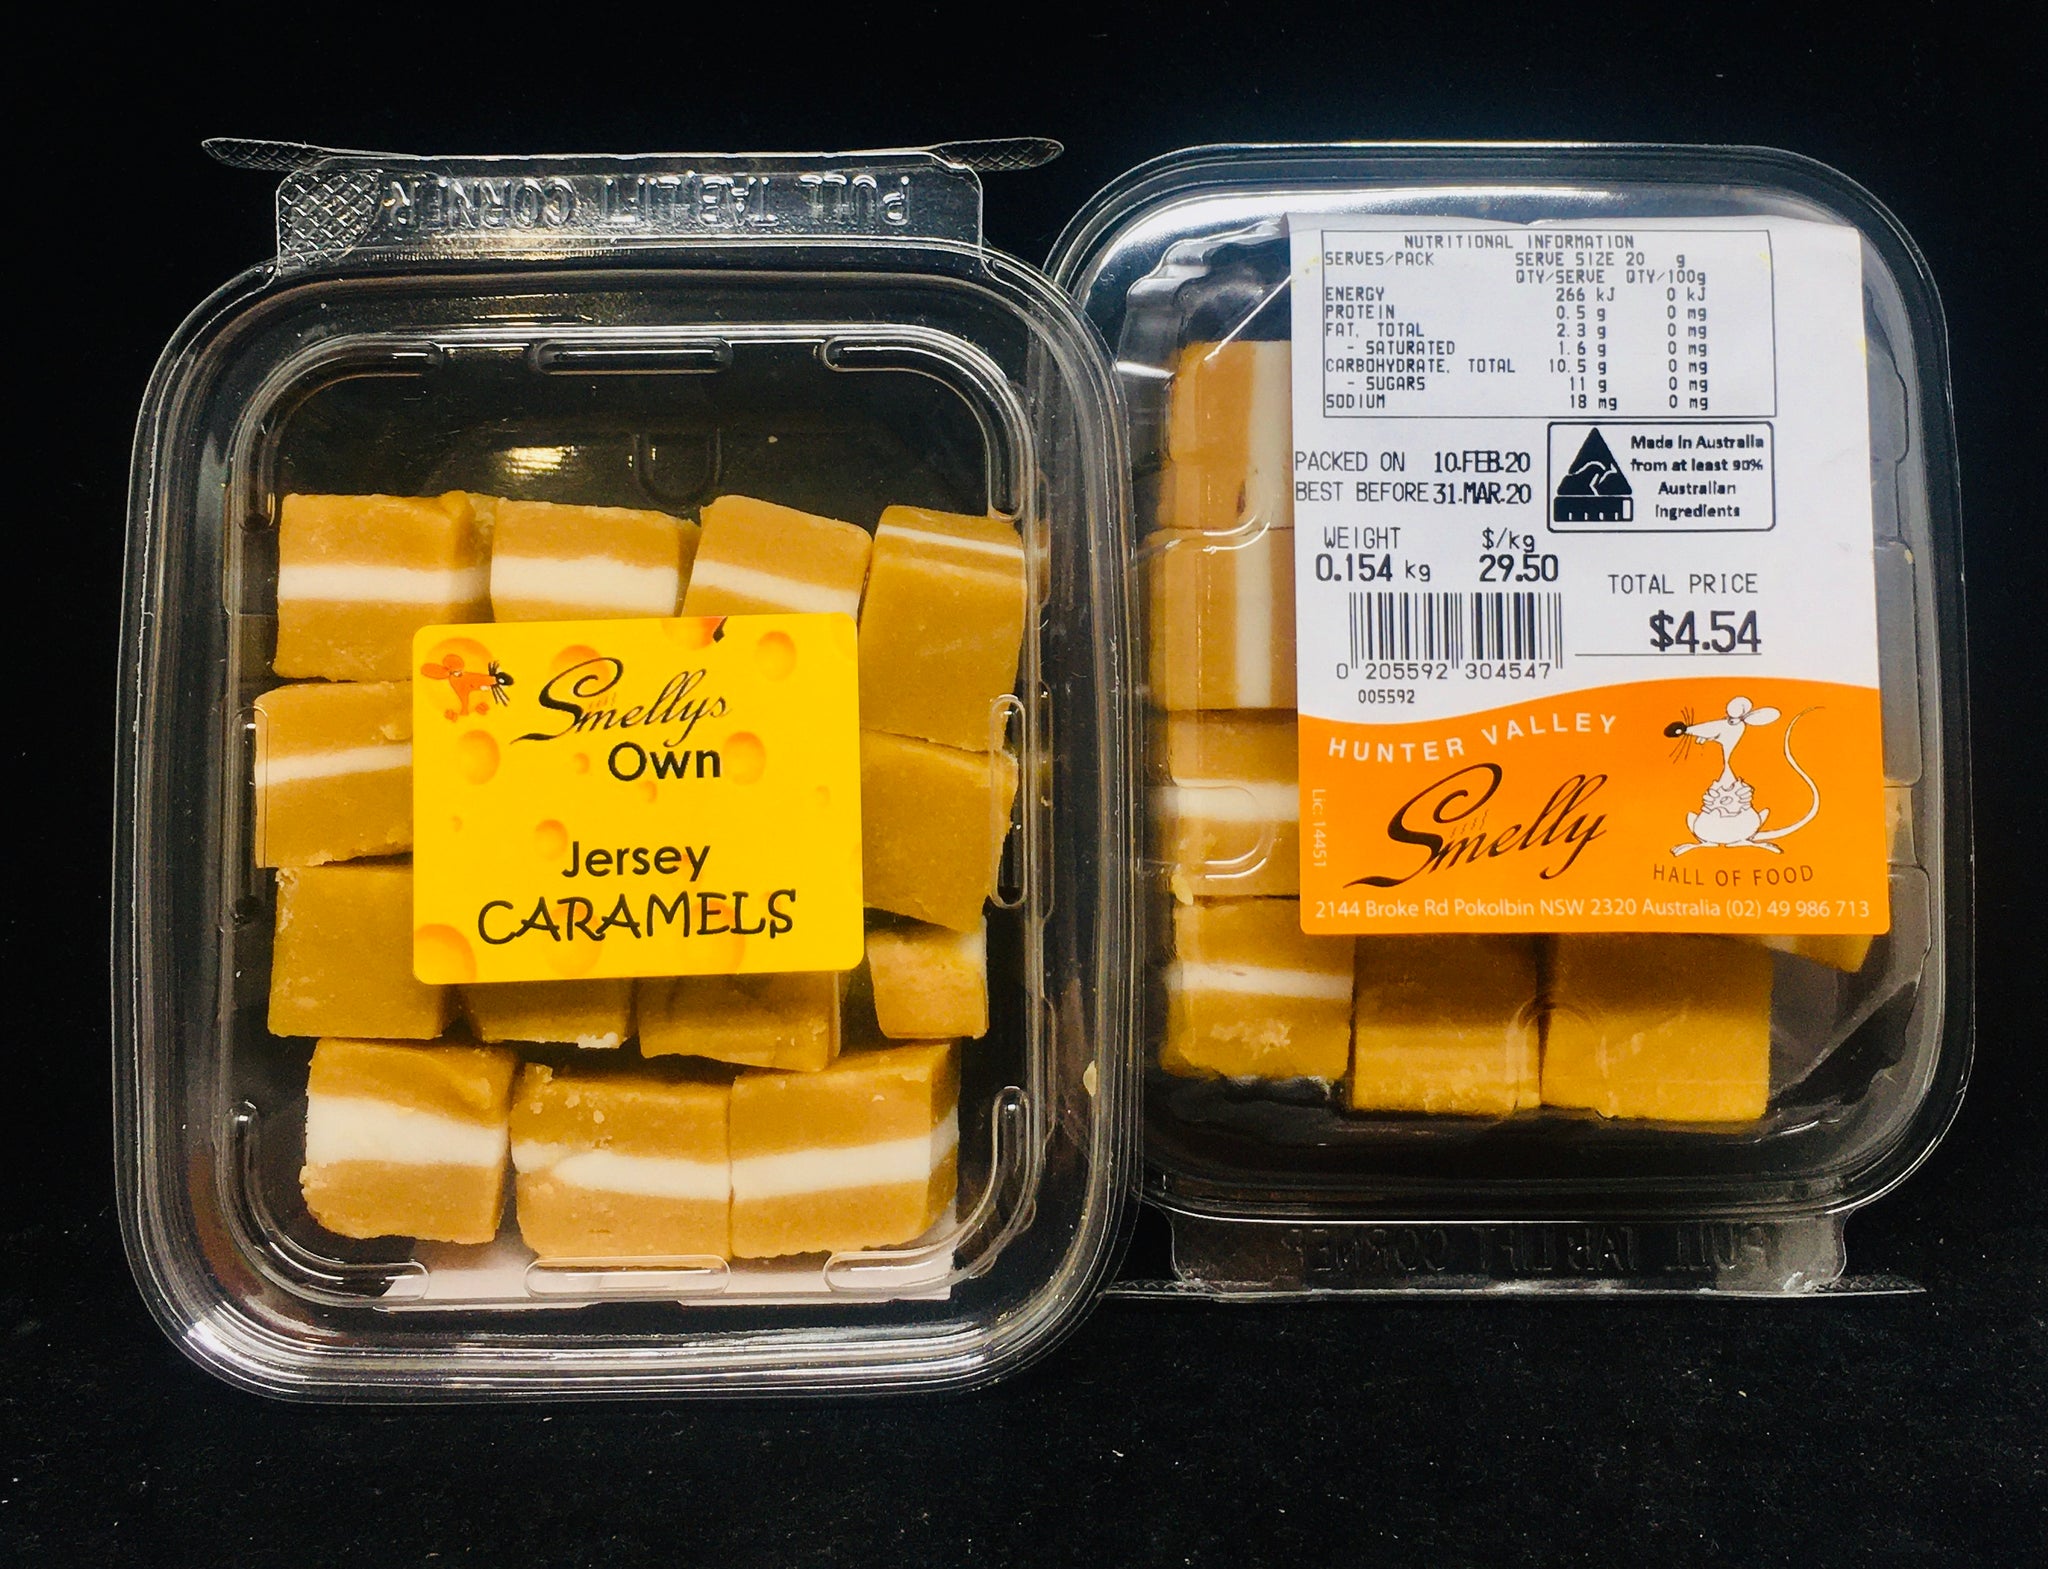 PULL TAB LIFT CORNER
Smellys
Own
Jersey
CARAMELS
NUTRITIONAL INFORMATION
SERVES/PACK SERVE SIZE 20 g
QTY/SERVE QTY/100g
ENERGY 266 kJ 0 kJ
PROTEIN 0.5 g 0 mg
FAT, TOTAL 2.3 g 0 mg
- SATURATED 1.6 g 0 mg
CARBOHYDRATE, TOTAL 10.5 g 0 mg
- SUGARS 11 g 0 mg
SODIUM 18 mg 0 mg
PACKED ON 10.FEB.20
BEST BEFORE 31.MAR.20
Made in Australia
from at least 90%
Australian
ingredients
WEIGHT $/kg
0.154 kg 29.50
TOTAL PRICE
$4.54
0 205592 304547
005592
HUNTER VALLEY
Smelly
HALL OF FOOD
Lic. 14451
2144 Broke Rd Pokolbin NSW 2320 Australia (02) 49 986 713
PULL TAB LIFT CORNER